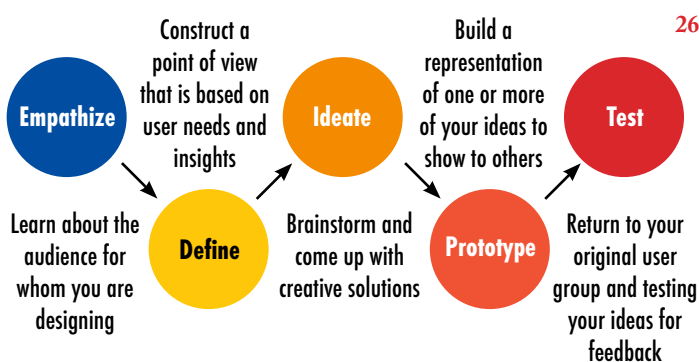 26
Empathize
Learn about the
audience for
whom you are
designing
Construct a
point of view
that is based on
user needs and
insights
Define
Ideate
Brainstorm and
come up with
creative solutions
Build a
representation
of one or more
of your ideas to
show to others
Prototype
Test
Return to your
original user
group and testing
your ideas for
feedback